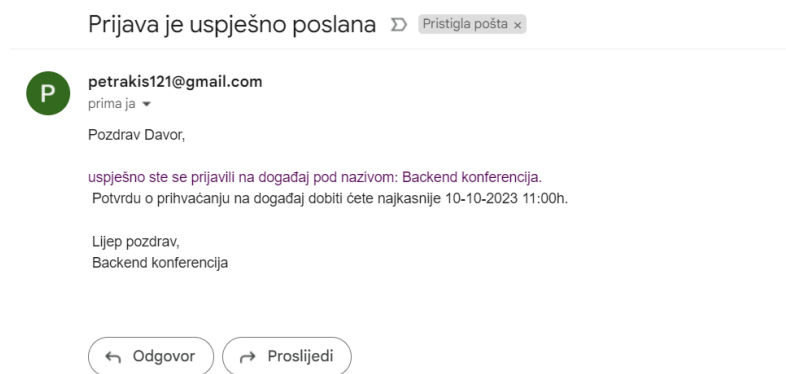 Prijava je uspješno poslana
Pristigla pošta ×
P
petrakis121@gmail.com
prima ja
Pozdrav Davor,
uspješno ste se prijavili na događaj pod nazivom: Backend konferencija.
Potvrdu o prihvaćanju na događaj dobiti ćete najkasnije 10-10-2023 11:00h.
Lijep pozdrav,
Backend konferencija
Odgovor
Proslijedi